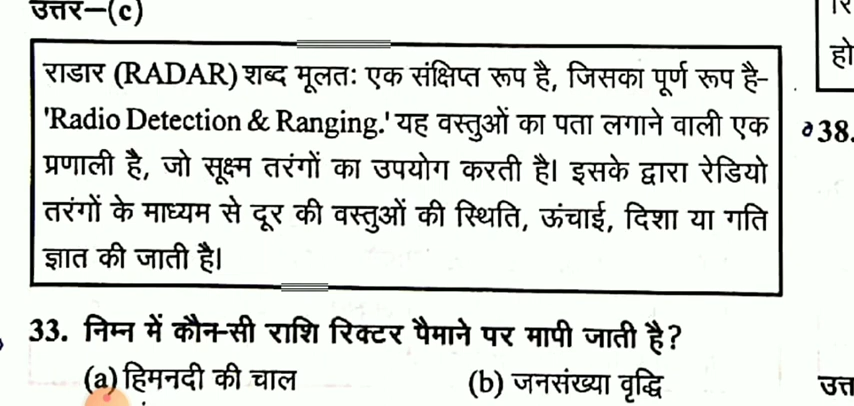 उत्तर–(c)
राडार (RADAR) शब्द मूलतः एक संक्षिप्त रूप है, जिसका पूर्ण रूप है-
'Radio Detection & Ranging.' यह वस्तुओं का पता लगाने वाली एक
प्रणाली है, जो सूक्ष्म तरंगों का उपयोग करती है। इसके द्वारा रेडियो
तरंगों के माध्यम से दूर की वस्तुओं की स्थिति, ऊंचाई, दिशा या गति
ज्ञात की जाती है।
33. निम्न में कौन-सी राशि रिक्टर पैमाने पर मापी जाती है?
(a) हिमनदी की चाल (b) जनसंख्या वृद्धि
हो
38.